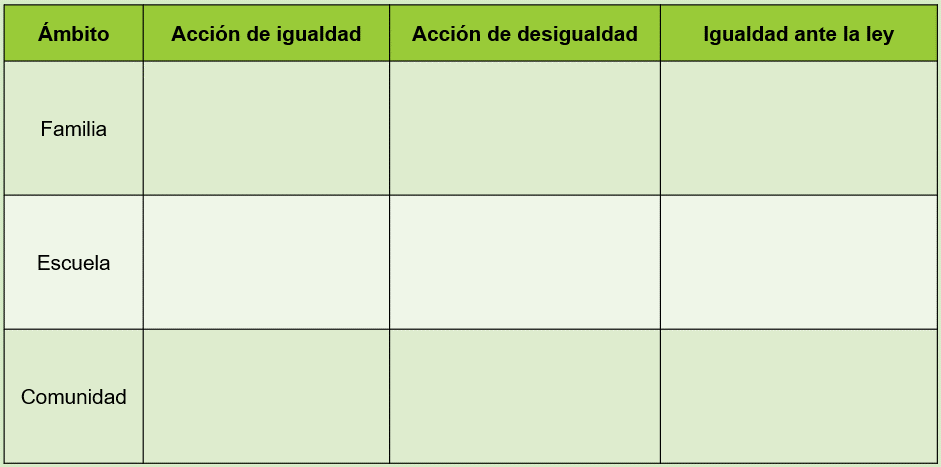 Ámbito Acción de igualdad Acción de desigualdad Igualdad ante la ley
Familia
Escuela
Comunidad